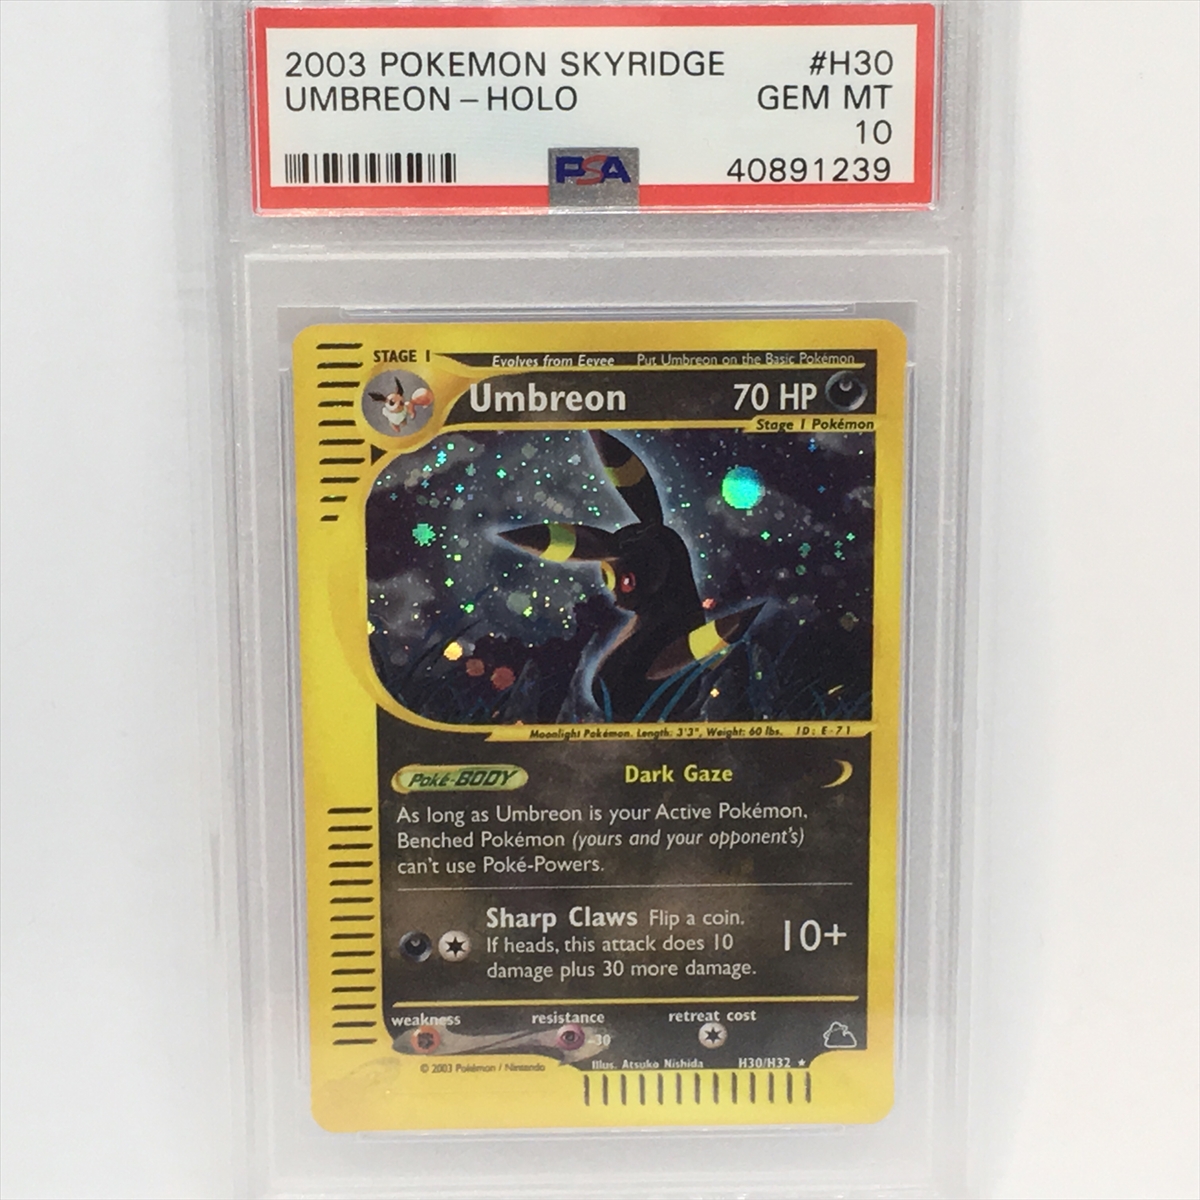 2003 POKEMON SKYRIDGE #H30
UMBREON - HOLO GEM MT
10
PSA 40891239
STAGE 1 Evolves from Eevee Put Umbreon on the Basic Pokémon
Umbreon 70 HP
Stage 1 Pokémon
Moonlight Pokémon. Length: 3'3", Weight: 60 lbs. ID: E-71
Poké-BODY Dark Gaze
As long as Umbreon is your Active Pokémon,
Benched Pokémon (yours and your opponent's)
can't use Poké-Powers.
Sharp Claws Flip a coin. 10+
If heads, this attack does 10
damage plus 30 more damage.
weakness resistance retreat cost
-30
Illus. Atsuko Nishida H30/H32 ★
© 2003 Pokémon / Nintendo